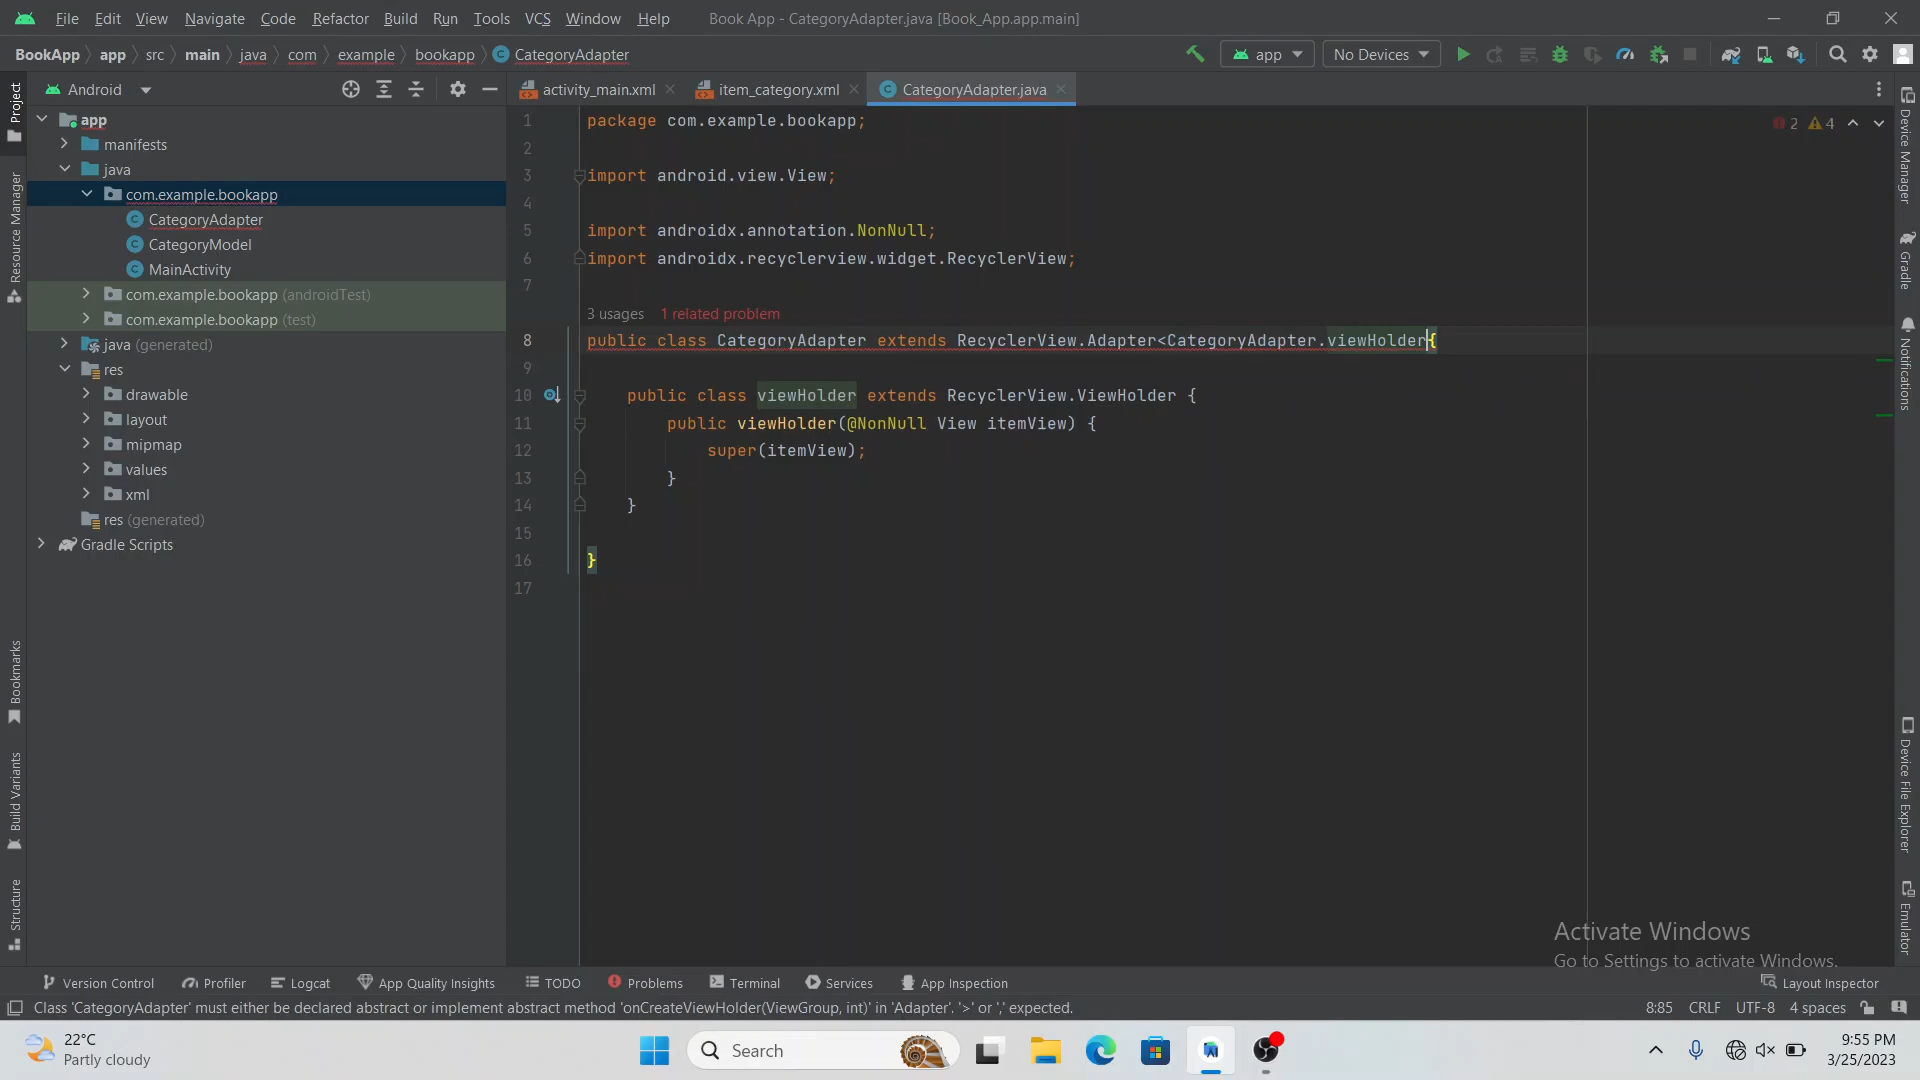 File Edit View Navigate Code Refactor Build Run Tools VCS Window Help Book App - CategoryAdapter.java [Book_App.app.main]
BookApp app src main java com example bookapp CategoryAdapter app No Devices
Android activity_main.xml item_category.xml CategoryAdapter.java
app
manifests
java
com.example.bookapp
CategoryAdapter
CategoryModel
MainActivity
com.example.bookapp (androidTest)
com.example.bookapp (test)
java (generated)
res
drawable
layout
mipmap
values
xml
res (generated)
Gradle Scripts
Project
Resource Manager
Bookmarks
Build Variants
Structure
1 package com.example.bookapp;
2
3 import android.view.View;
4
5 import androidx.annotation.NonNull;
6 import androidx.recyclerview.widget.RecyclerView;
7
3 usages 1 related problem
8 public class CategoryAdapter extends RecyclerView.Adapter<CategoryAdapter.viewHolder{
9
10 public class viewHolder extends RecyclerView.ViewHolder {
11 public viewHolder(@NonNull View itemView) {
12 super(itemView);
13 }
14 }
15
16 }
17
2 4
Device Manager
Gradle
Notifications
Device File Explorer
Emulator
Activate Windows
Go to Settings to activate Windows.
Version Control Profiler Logcat App Quality Insights TODO Problems Terminal Services App Inspection Layout Inspector
Class 'CategoryAdapter' must either be declared abstract or implement abstract method 'onCreateViewHolder(ViewGroup, int)' in 'Adapter'. '>' or ',' expected. 8:85 CRLF UTF-8 4 spaces
22°C
Partly cloudy
Search
9:55 PM
3/25/2023